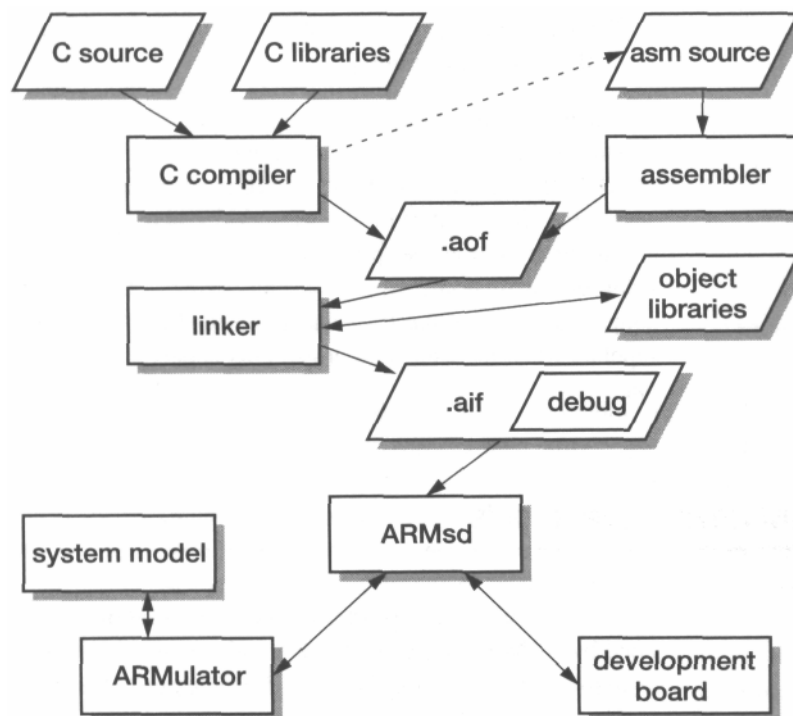 C source
C libraries
asm source
C compiler
assembler
.aof
object
libraries
linker
.aif
debug
ARMsd
system model
ARMulator
development
board